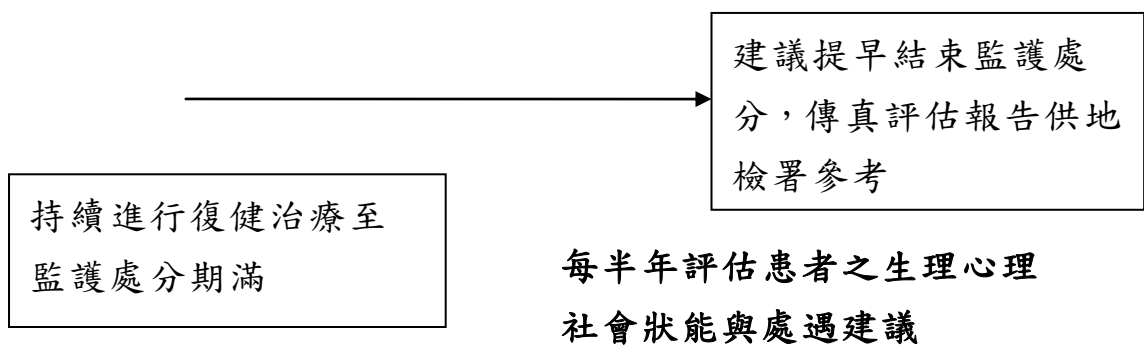 建議提早結束監護處
分，傳真評估報告供地
檢署參考
持續進行復健治療至
監護處分期滿
每半年評估患者之生理心理
社會狀能與處遇建議